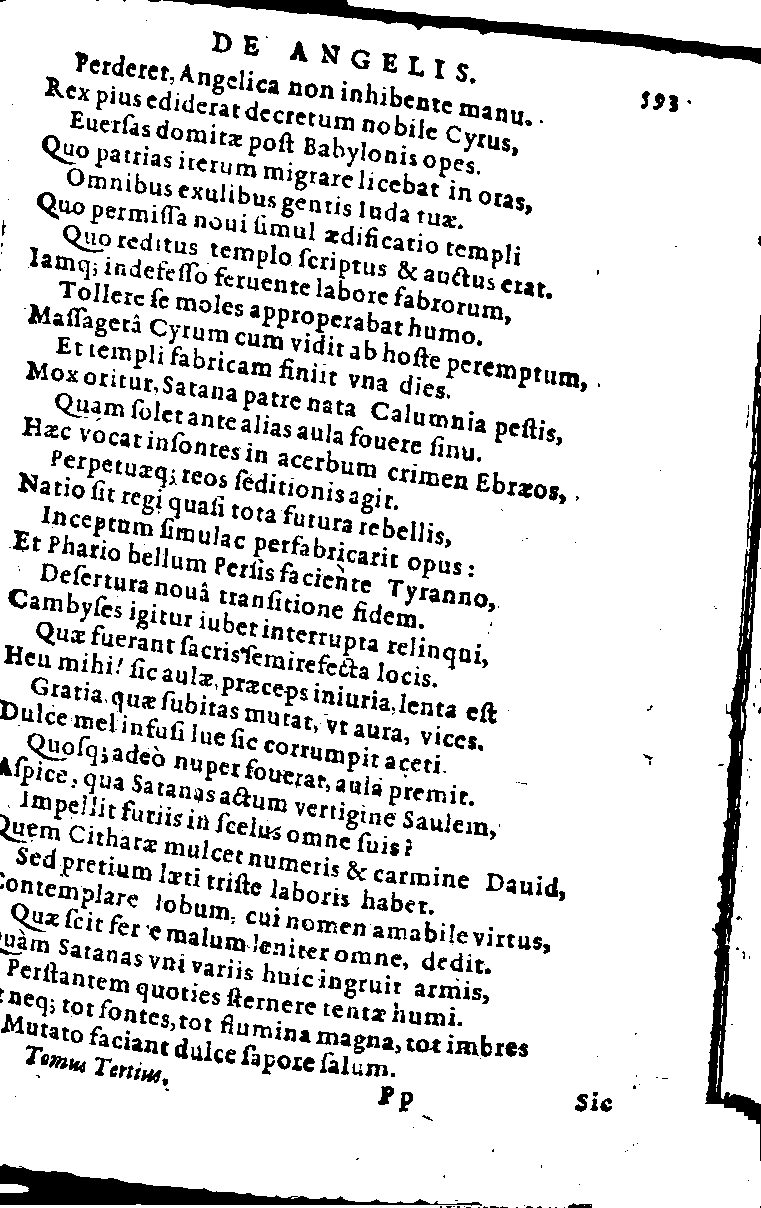 DE ANGELIS. 593
Perderet, Angelica non inhibente manu.
Rex pius ediderat decretum nobile Cyrus,
Euerſas domitæ poſt Babylonis opes.
Quo patrias iterum migrare licebat in oras,
Omnibus exulibus gentis Iuda tuæ.
Quo permiſſa noui ſimul ædificatio templi
Quo reditus templo ſcriptus & auctus erat.
Iamq; indefeſſo feruente labore fabrorum,
Tollere ſe moles approperabat humo.
Maſſagetâ Cyrum cum vidit ab hoſte peremptum,
Et templi fabricam finiit vna dies.
Mox oritur, Satana patre nata Calumnia peſtis,
Quam ſolet ante alias aula fouere ſinu.
Hæc vocat inſontes in acerbum crimen Ebræos,
Perpetuæq; reos ſeditionis agit.
Natio ſit regi quaſi tota futura rebellis,
Inceptum ſimulac perfabricarit opus:
Et Phario bellum Perſis faciente Tyranno,
Deſertura nouâ tranſitione fidem.
Cambyſes igitur iubet interrupta relinqui,
Quæ fuerant ſacris ſemirefecta locis.
Heu mihi! ſic aulæ, præceps iniuria, lenta eſt
Gratia, quæ ſubitas mutat, vt aura, vices.
Dulce mel infuſi lue ſic corrumpit aceti.
Quoſq; adeò nuper fouerat, aula premit.
Aſpice, qua Satanas actum vertigine Saulem,
Impellit furiis in ſcelus omne ſuis?
Quem Citharæ mulcet numeris & carmine Dauid,
Sed pretium læti triſte laboris habet.
Contemplare Iobum, cui nomen amabile virtus,
Quæ ſcit ferre malum leniter omne, dedit.
Quàm Satanas vni variis huic ingruit armis,
Perſtantem quoties ſternere tentæ humi.
neq; tot fontes, tot flumina magna, tot imbres
Mutato faciant dulce ſapore ſalum.
Tomus Tertius. Pp Sic